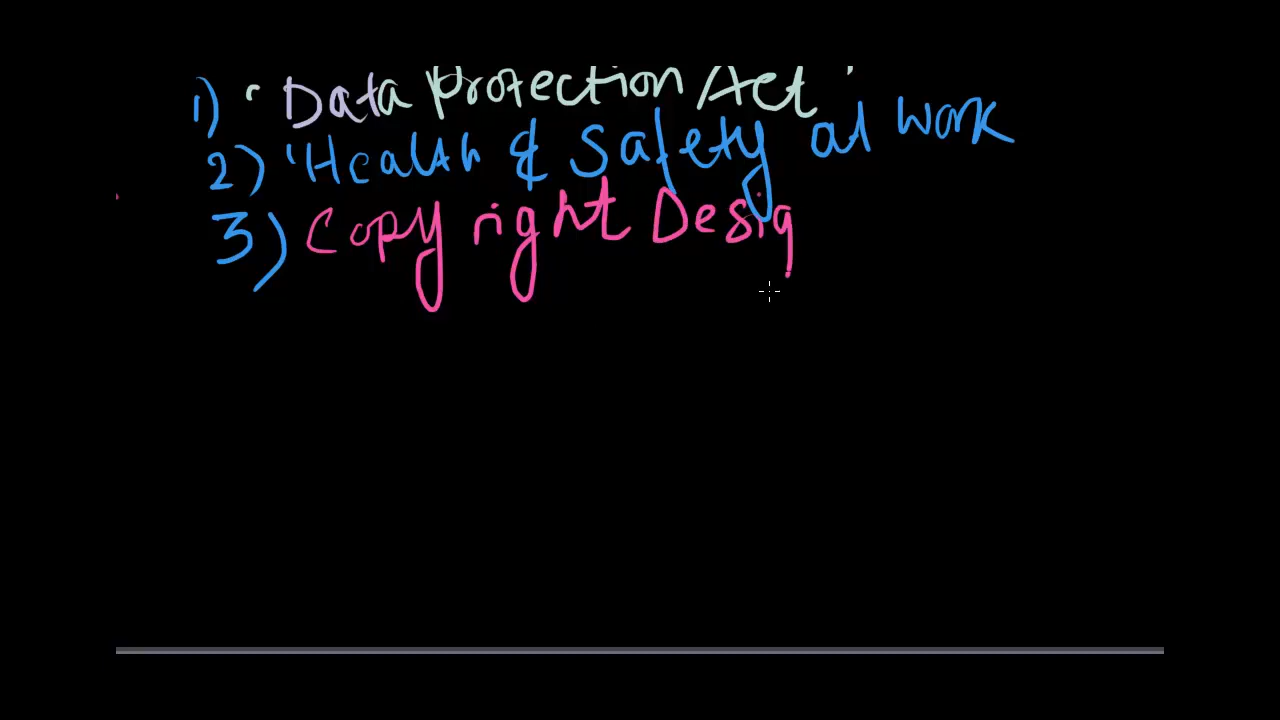 1) ' Data Protection Act '
2) 'Health & Safety at work
3) Copy right Desig